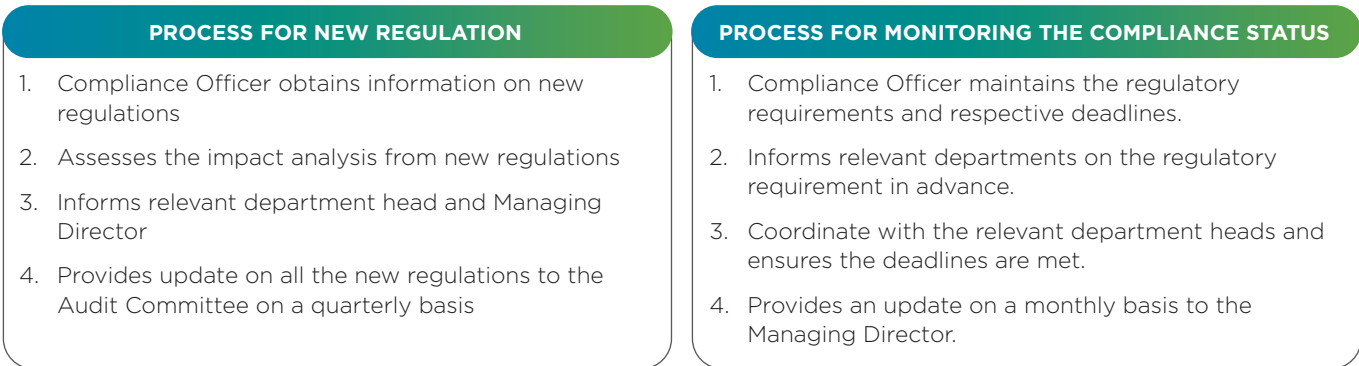 PROCESS FOR NEW REGULATION
1. Compliance Officer obtains information on new
regulations
2. Assesses the impact analysis from new regulations
3. Informs relevant department head and Managing
Director
4. Provides update on all the new regulations to the
Audit Committee on a quarterly basis
PROCESS FOR MONITORING THE COMPLIANCE STATUS
1. Compliance Officer maintains the regulatory
requirements and respective deadlines.
2. Informs relevant departments on the regulatory
requirement in advance.
3. Coordinate with the relevant department heads and
ensures the deadlines are met.
4. Provides an update on a monthly basis to the
Managing Director.